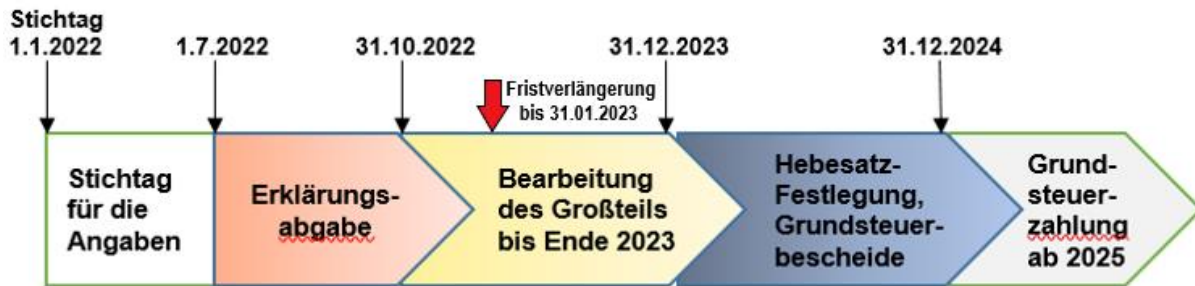 Stichtag
1.1.2022
1.7.2022
31.10.2022
31.12.2023
31.12.2024
Fristverlängerung
bis 31.01.2023
Stichtag
für die
Angaben
Erklärungs-
abgabe
Bearbeitung
des Großteils
bis Ende 2023
Hebesatz-
Festlegung,
Grundsteuer-
bescheide
Grund-
steuer-
zahlung
ab 2025